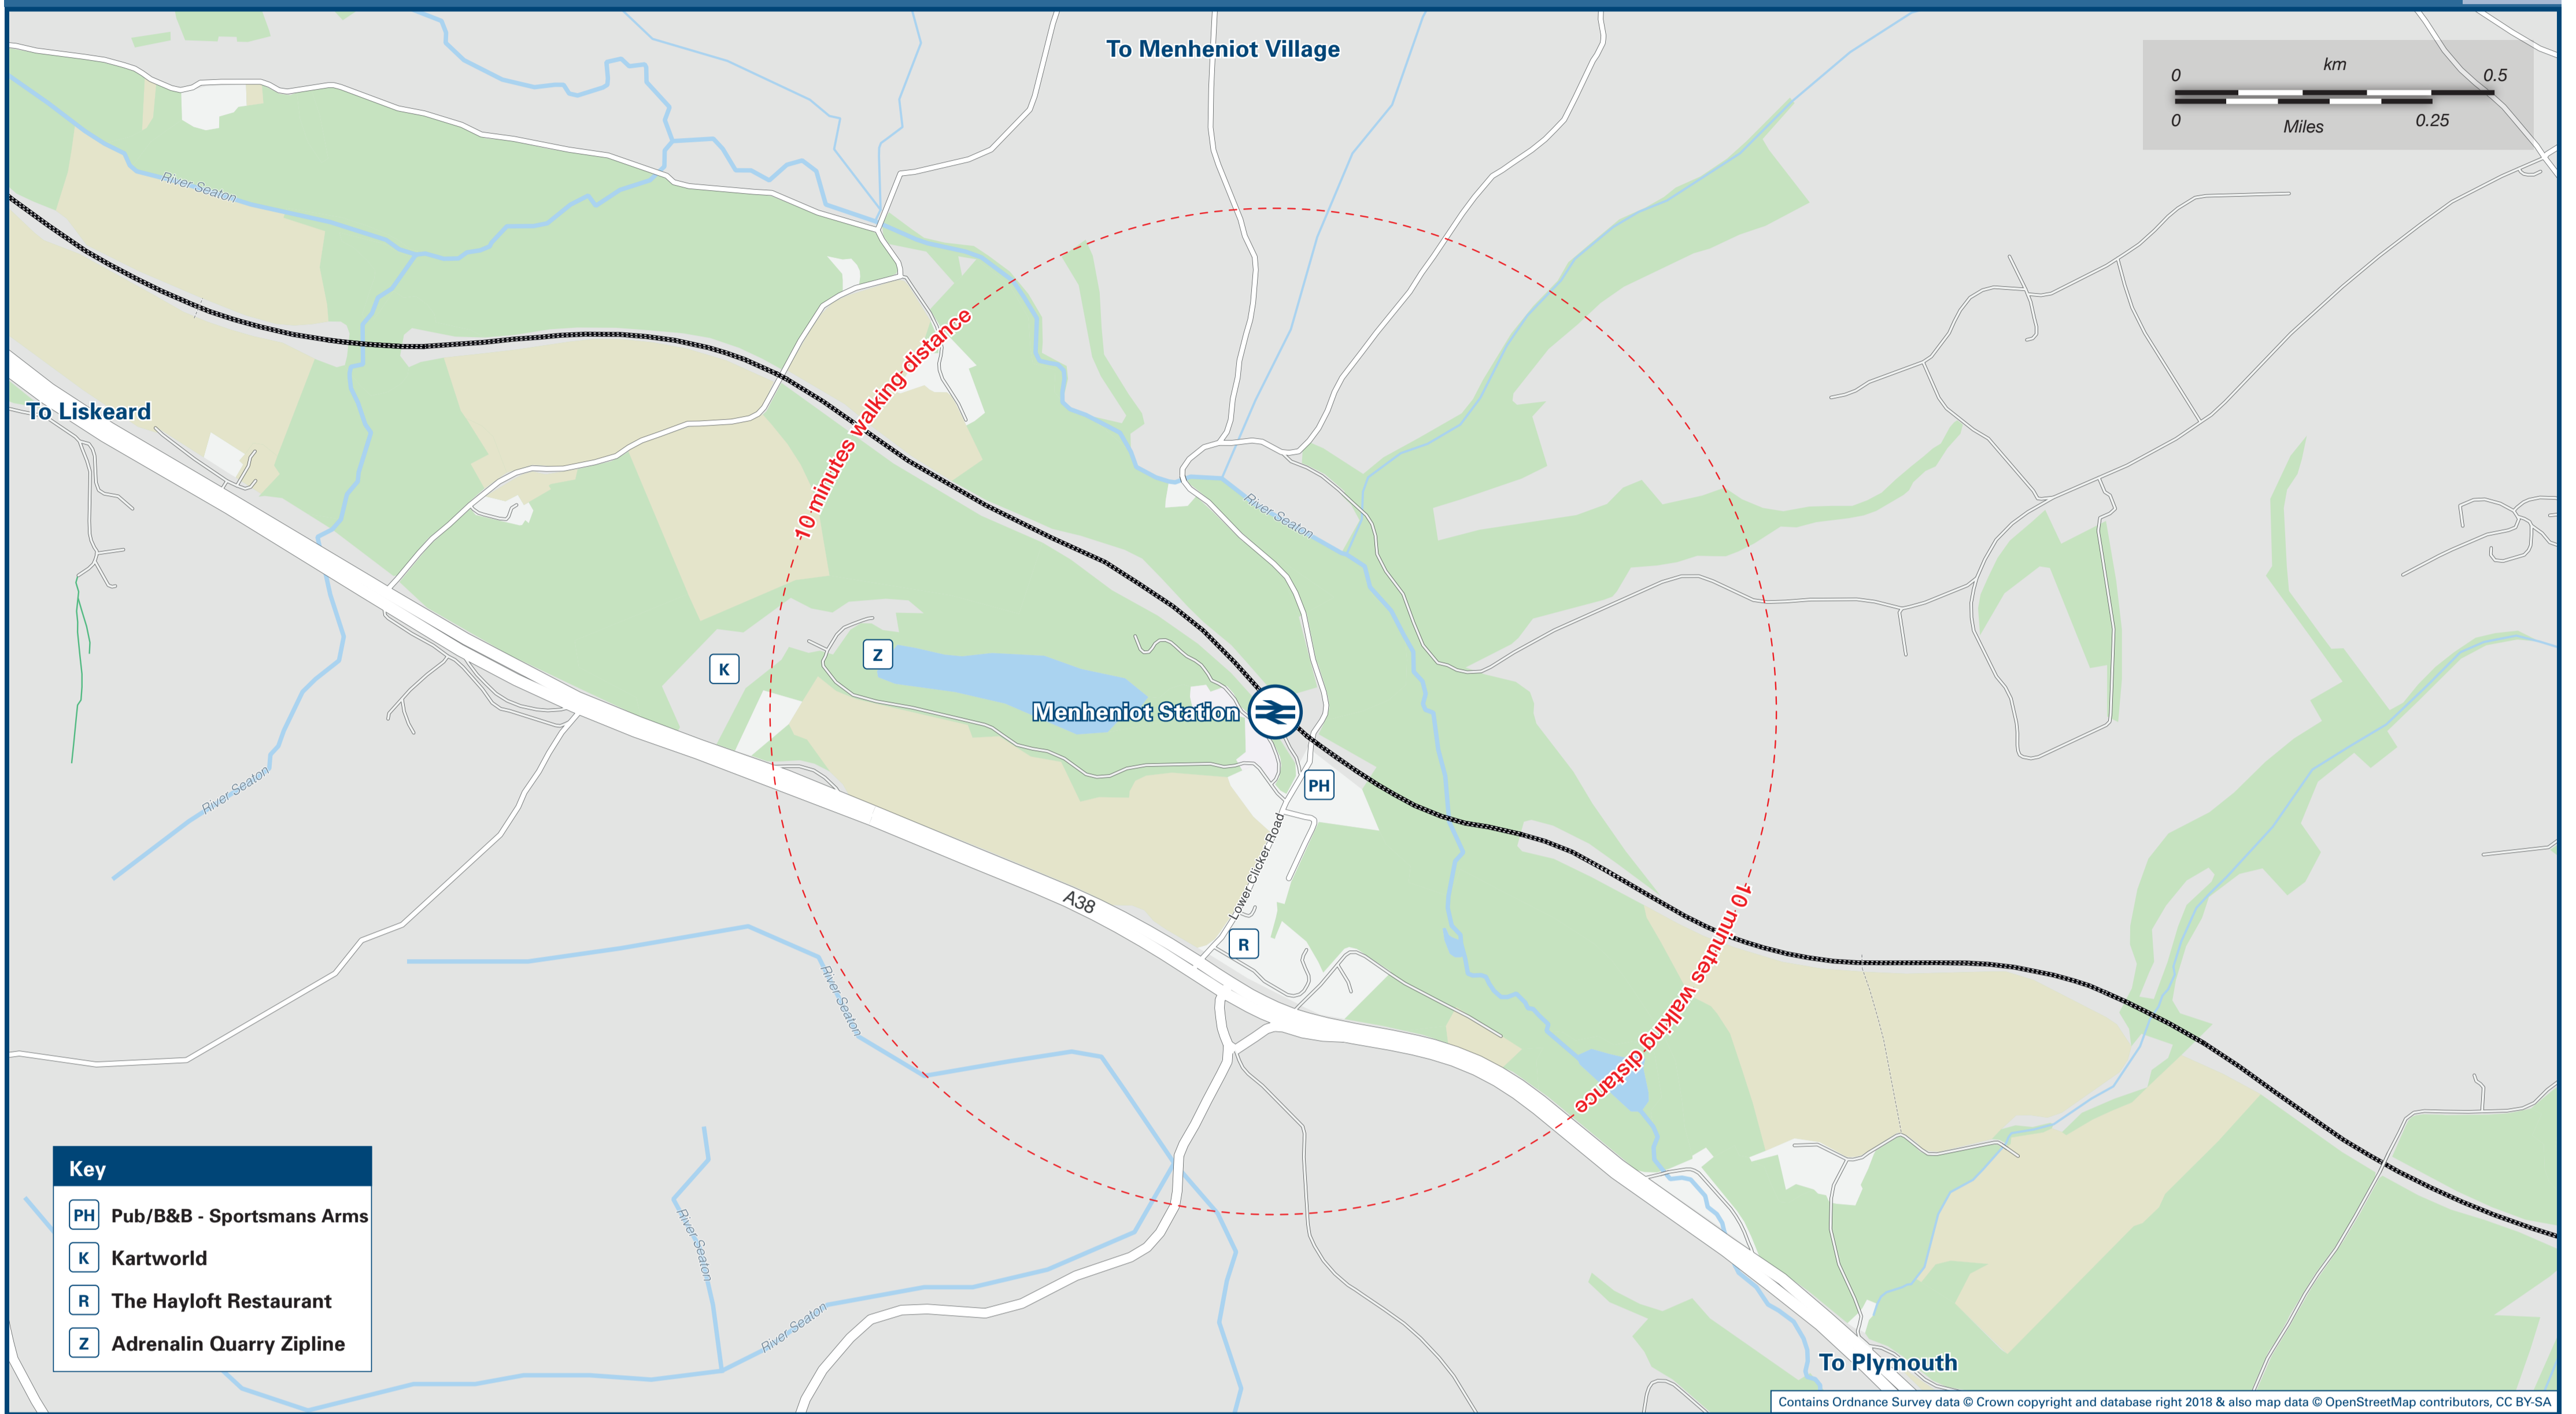 To Menheniot Village
km
0 0.5
0 0.25
Miles
River Seaton
To Liskeard
10 minutes walking distance
River Seaton
K
Z
Menheniot Station
PH
River Seaton
Lower Clicker Road
A38
10 minutes walking distance
R
River Seaton
River Seaton
River Seaton
Key
PH Pub/B&B - Sportsmans Arms
K Kartworld
R The Hayloft Restaurant
Z Adrenalin Quarry Zipline
To Plymouth
Contains Ordnance Survey data © Crown copyright and database right 2018 & also map data © OpenStreetMap contributors, CC BY-SA